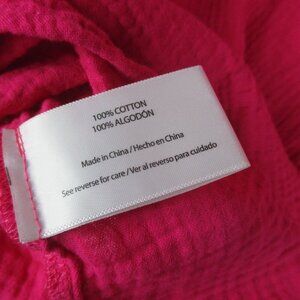 100% COTTON
100% ALGODÓN
Made in China / Hecho en China
See reverse for care / Ver al reverso para cuidado